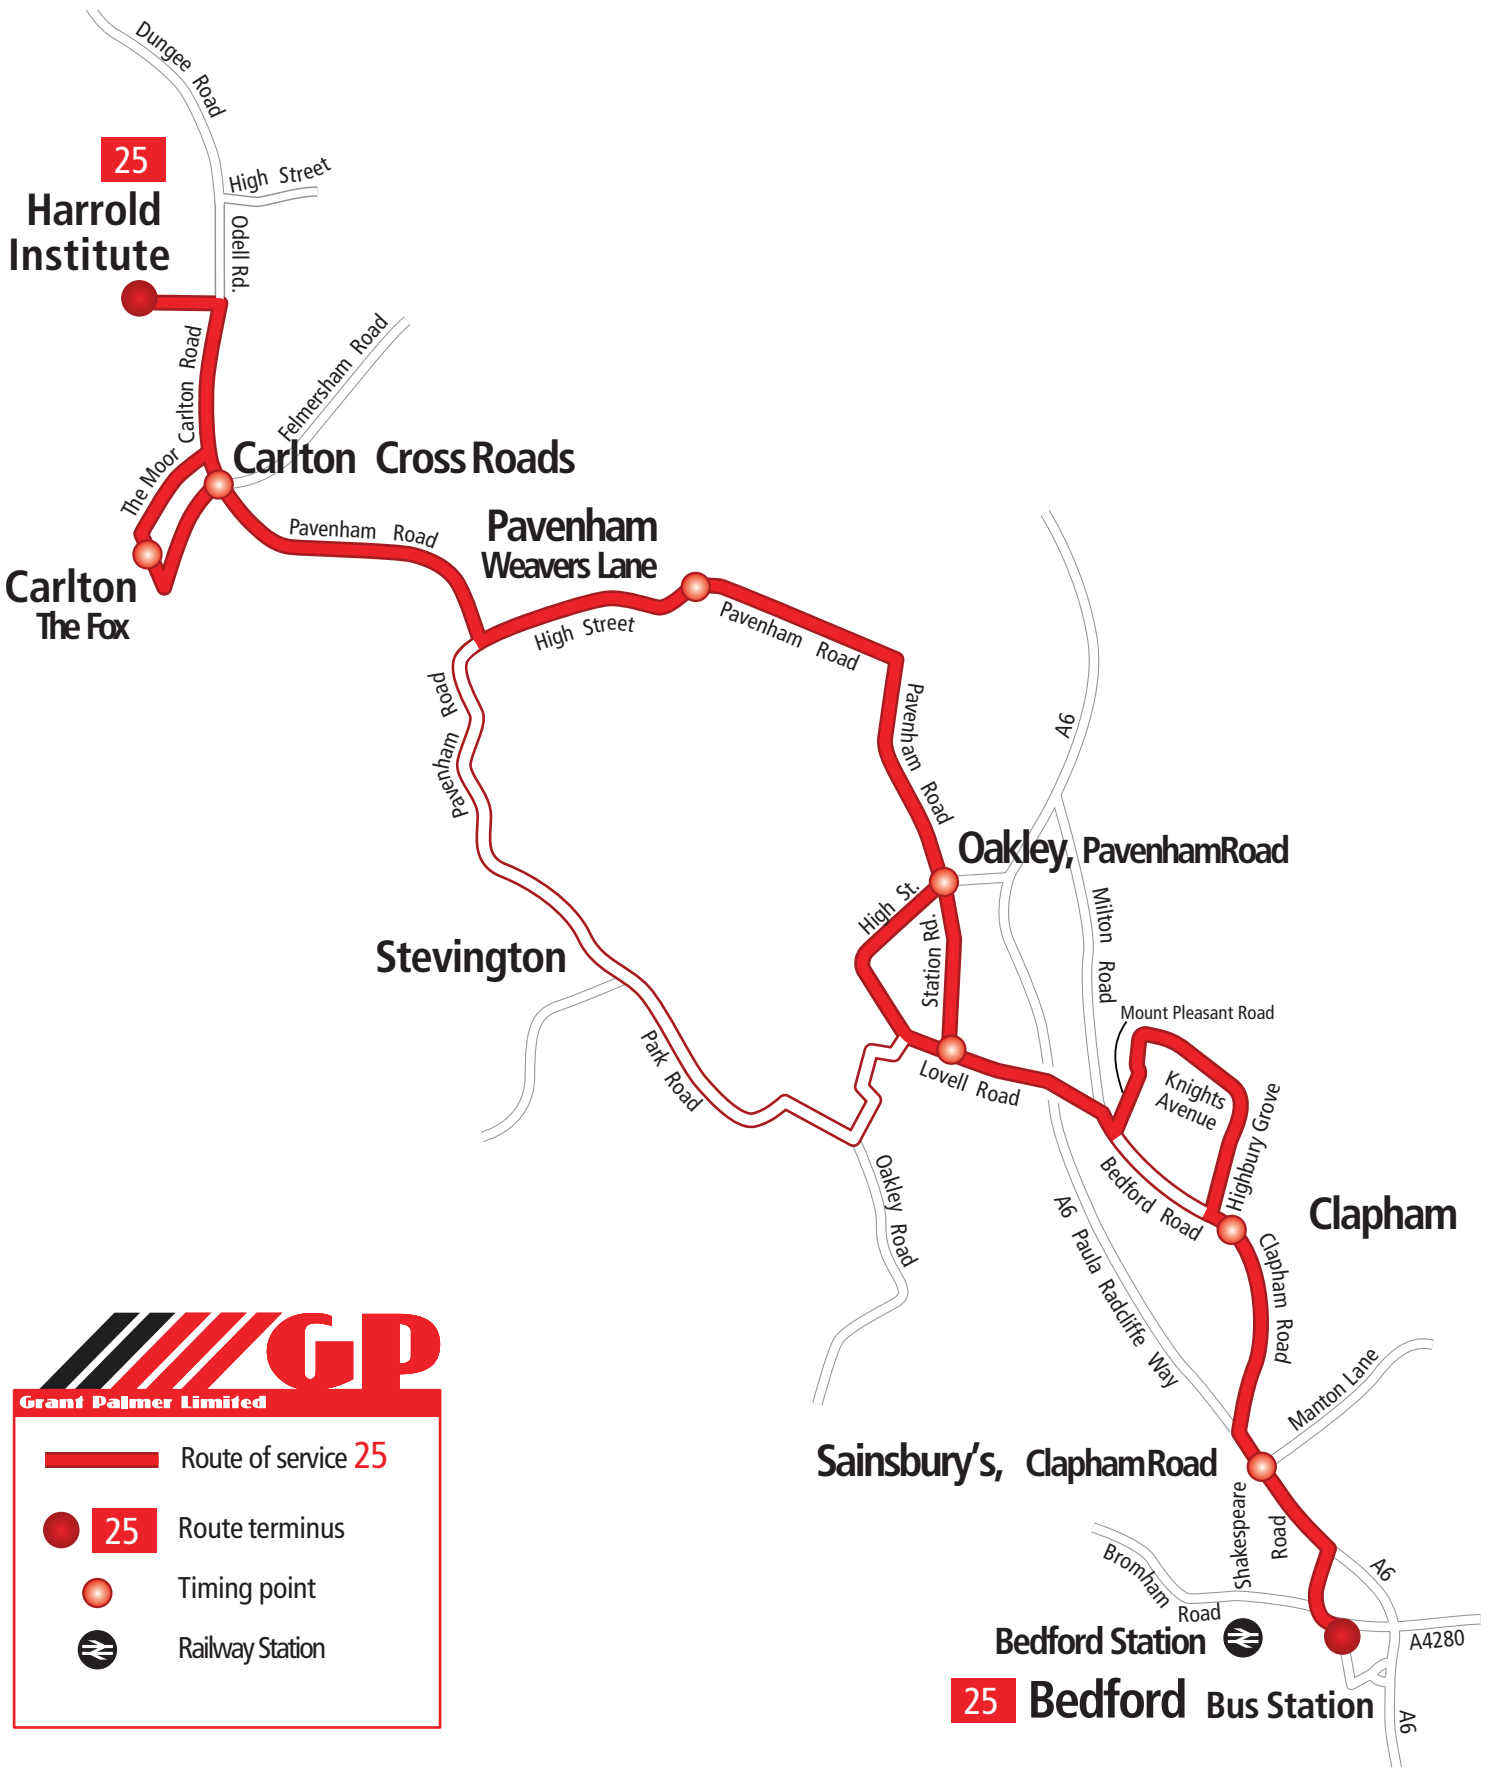 Dungee Road
High Street
25
Harrold
Institute
Odell Rd.
Carlton Road
Felmersham Road
The Moor
Carlton Cross Roads
Pavenham Road
Pavenham
Weavers Lane
Carlton
The Fox
High Street
Pavenham Road
Pavenham Road
Pavenham Road
A6
Oakley, Pavenham Road
High St.
Station Rd.
Milton Road
Stevington
Mount Pleasant Road
Park Road
Lovell Road
Knights
Avenue
Highbury Grove
Bedford Road
Oakley Road
Clapham
A6 Paula Radcliffe Way
Clapham Road
Manton Lane
Sainsbury's, Clapham Road
Shakespeare
Road
Bromham
Road
A6
A4280
Bedford Station
25 Bedford Bus Station
A6
GP
Grant Palmer Limited
Route of service 25
25 Route terminus
Timing point
Railway Station